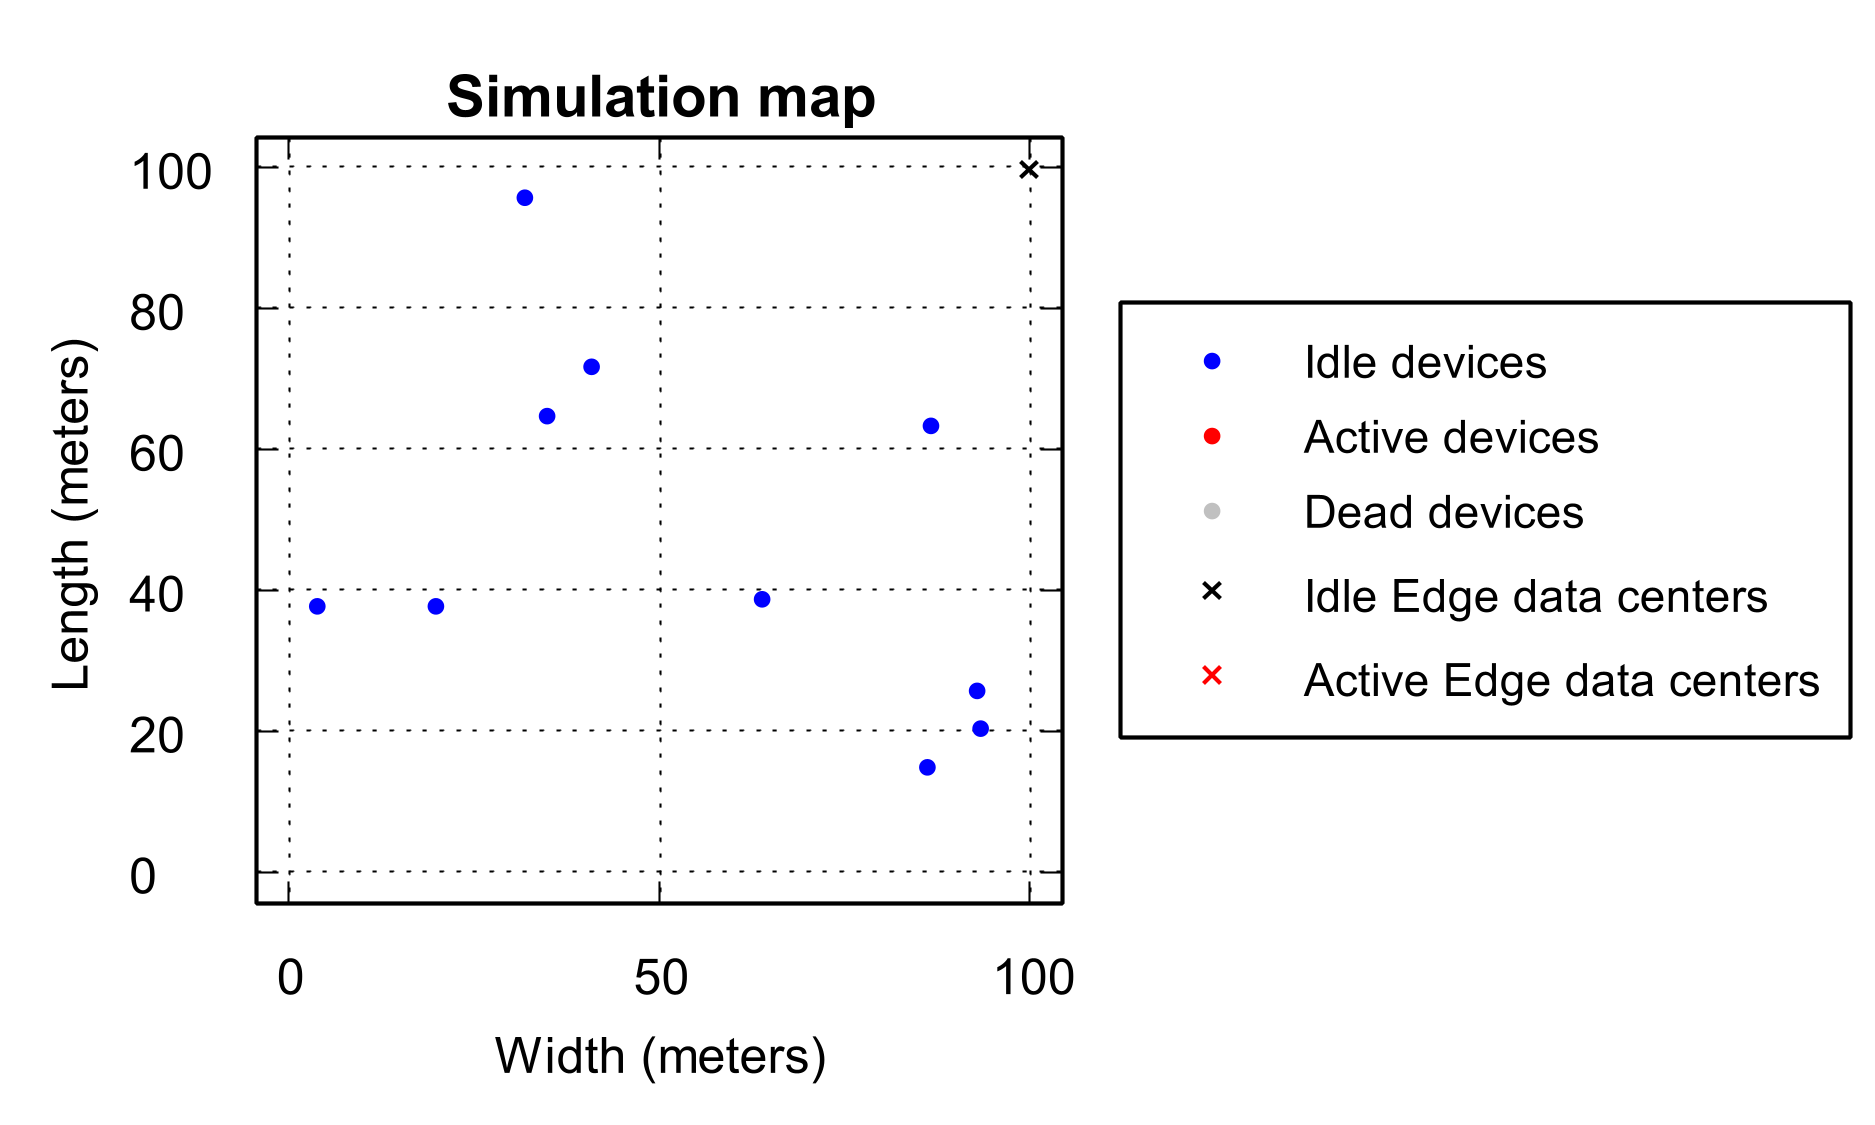 Simulation map
100
80
60
40
20
0
Length (meters)
0 50 100
Width (meters)
Idle devices
Active devices
Dead devices
Idle Edge data centers
Active Edge data centers